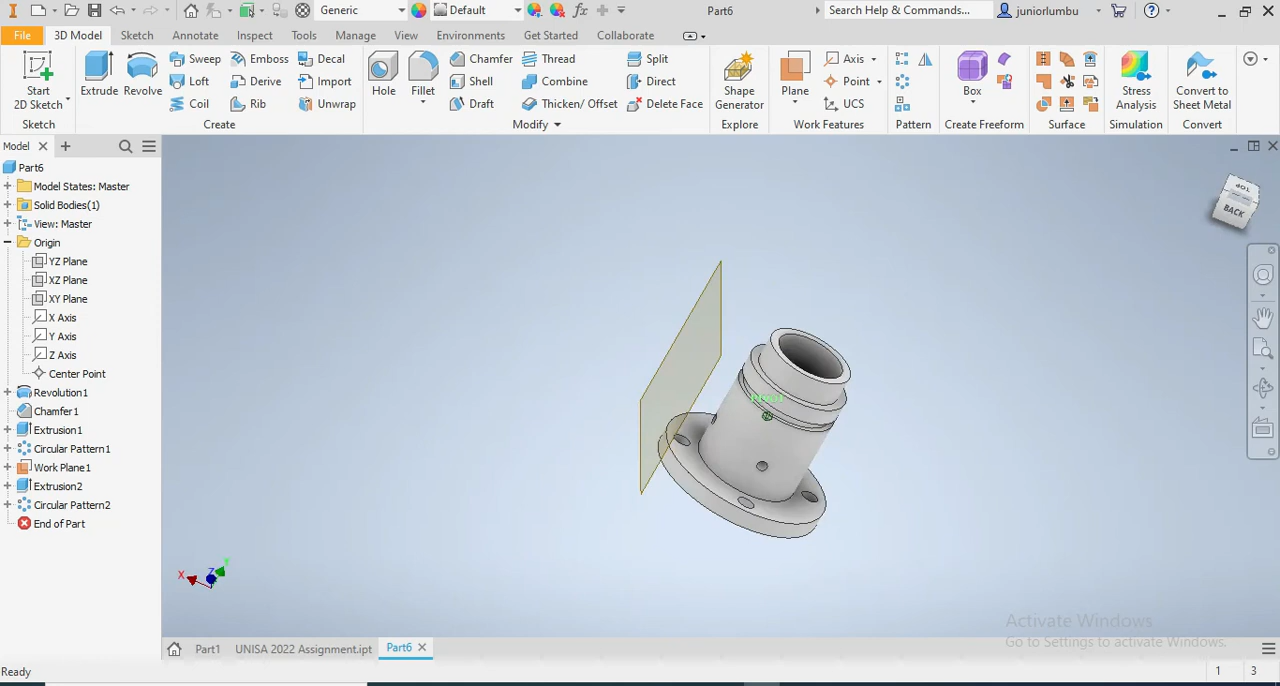 Generic
Default
Part6
Search Help & Commands...
juniorlumbu
File
3D Model
Sketch
Annotate
Inspect
Tools
Manage
View
Environments
Get Started
Collaborate
Start
2D Sketch
Extrude
Revolve
Sweep
Loft
Coil
Embo
Derive
Rib
Decal
Import
Unwrap
Hole
Fillet
Chamfer
Shell
Draft
Thread
Combine
Thicken/ Offset
Split
Direct
Delete Face
Shape
Generator
Plane
Axis
Point
UCS
Box
Stress
Analysis
Convert to
Sheet Metal
Sketch
Create
Modify
Explore
Work Features
Pattern
Create Freeform
Surface
Simulation
Convert
Model
Part6
Model States: Master
Solid Bodies(1)
View: Master
Origin
YZ Plane
XZ Plane
XY Plane
X Axis
Y Axis
Z Axis
Center Point
Revolution1
Chamfer1
Extrusion1
Circular Pattern1
Work Plane1
Extrusion2
Circular Pattern2
End of Part
TOP
BACK
X
Z
Y
Activate Windows
Go to Settings to activate Windows.
Part1
UNISA 2022 Assignment.ipt
Part6
Ready
1
3